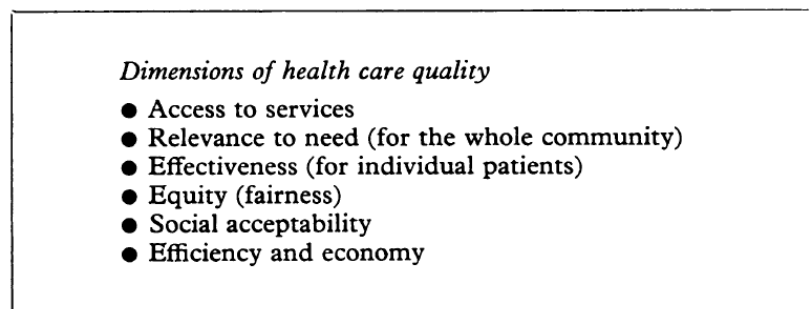 Dimensions of health care quality
● Access to services
● Relevance to need (for the whole community)
● Effectiveness (for individual patients)
● Equity (fairness)
● Social acceptability
● Efficiency and economy